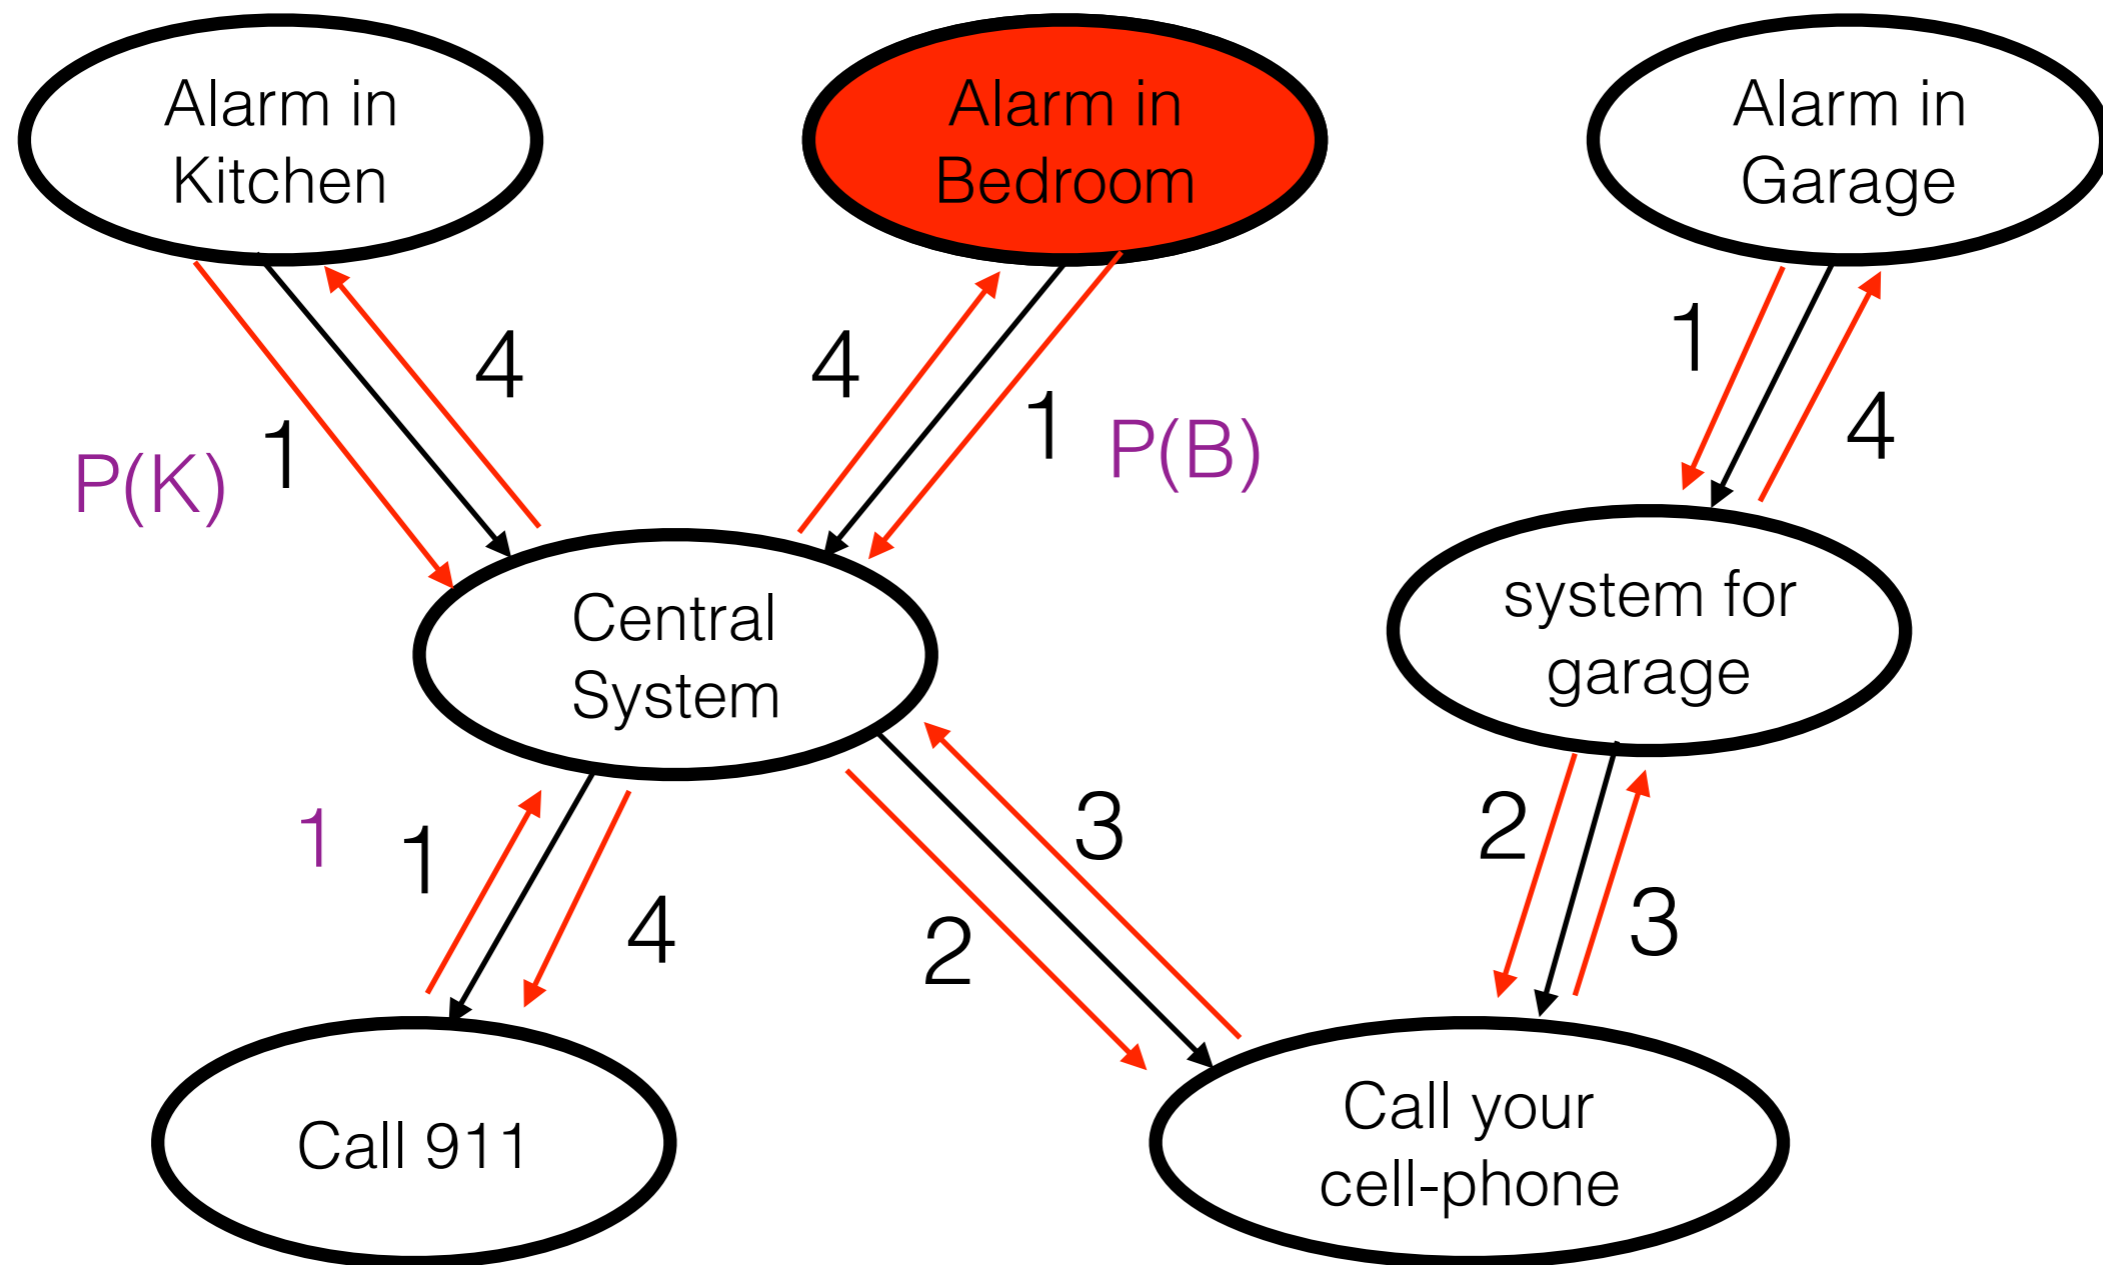 Alarm in
Kitchen
Alarm in
Bedroom
Alarm in
Garage
1
4
4
1
P(K)
1
P(B)
4
Central
System
system for
garage
1
1
4
3
2
2
3
Call 911
Call your
cell-phone